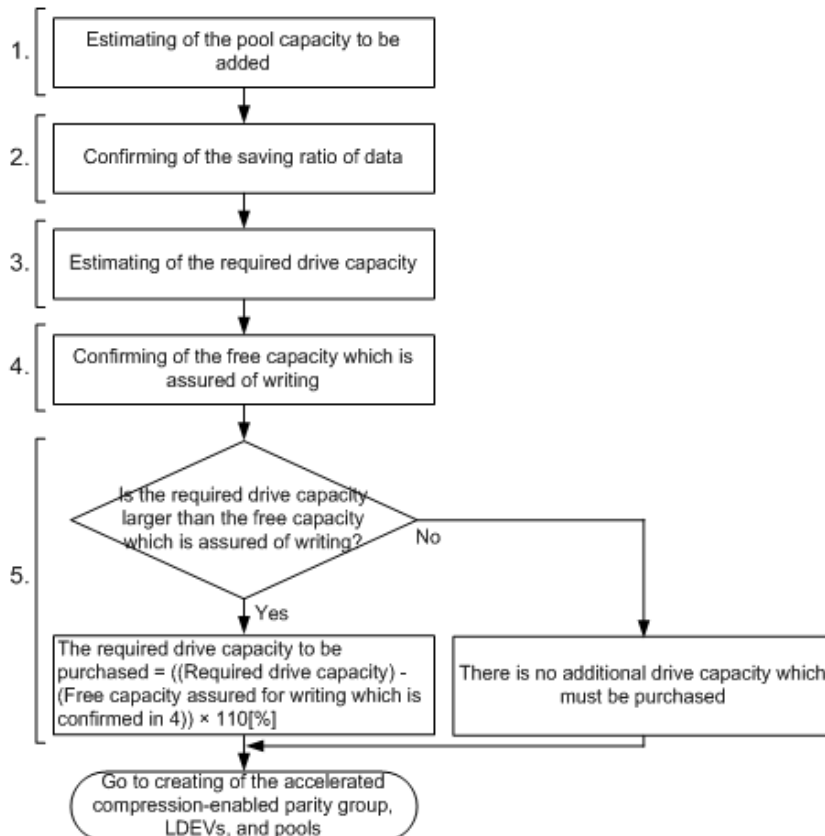 1.
Estimating of the pool capacity to be
added
2.
Confirming of the saving ratio of data
3.
Estimating of the required drive capacity
4.
Confirming of the free capacity which is
assured of writing
5.
Is the required drive capacity
larger than the free capacity
which is assured of writing?
No
Yes
The required drive capacity to be
purchased = ((Required drive capacity) -
(Free capacity assured for writing which is
confirmed in 4)) × 110[%]
There is no additional drive capacity which
must be purchased
Go to creating of the accelerated
compression-enabled parity group,
LDEVs, and pools